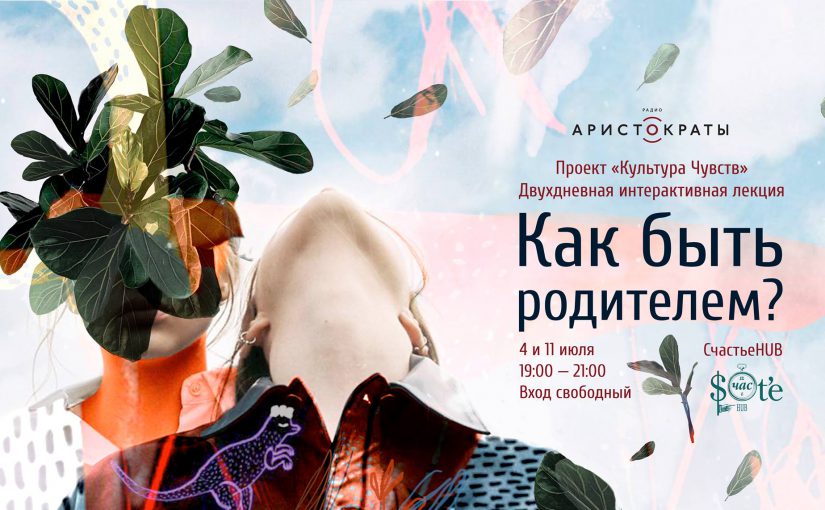 РАДИО
АРИСТОКРАТЫ
Проект «Культура Чувств»
Двухдневная интерактивная лекция
Как быть
родителем?
4 и 11 июля
19:00 — 21:00
Вход свободный
СчастьеHUB
час
HUB